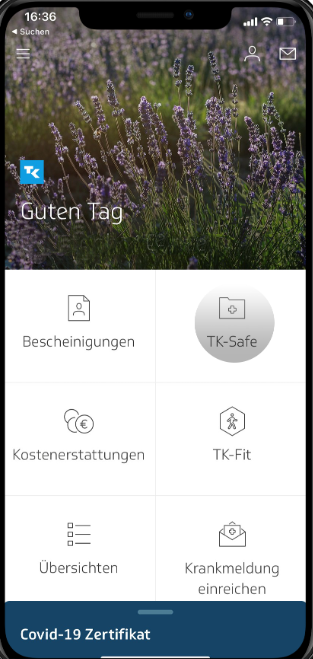 16:36
◀ Suchen
TK
Guten Tag
Bescheinigungen
TK-Safe
Kostenerstattungen
TK-Fit
Übersichten
Krankmeldung
einreichen
Covid-19 Zertifikat